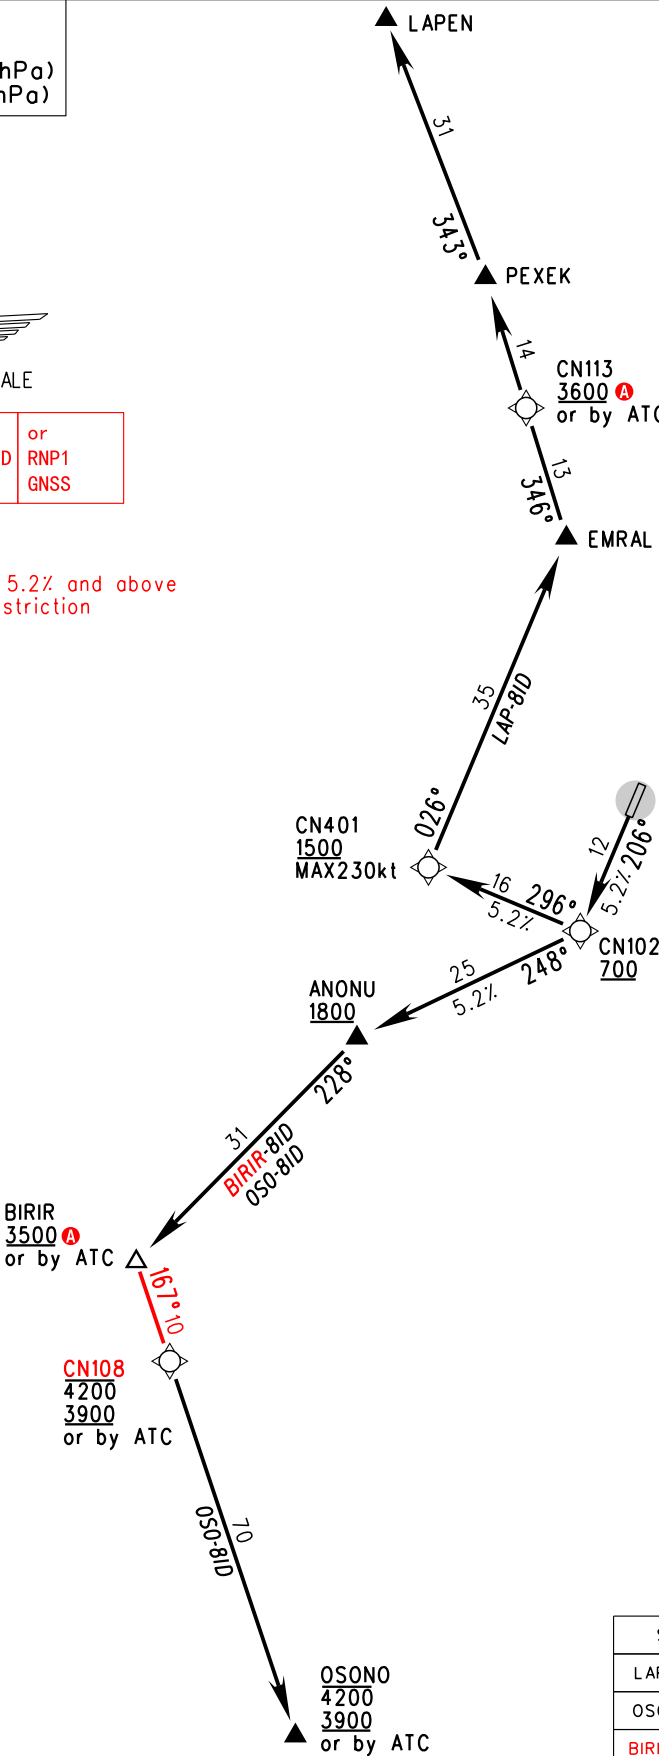 hPa)
hPa)
LAPEN
31
343°
PEXEK
14
CN113
3600 A
or by ATC
13
346°
EMRAL
ALE
or
D RNP1
GNSS
5.2% and above
striction
35
LAP-8ID
026°
CN401
1500
MAX230kt
12
5.2% 206°
16 296°
5.2%
CN102
700
25 248°
5.2%
ANONU
1800
228°
31
BIRIR-8ID
OSO-8ID
BIRIR
3500 A
or by ATC
167° 10
CN108
4200
3900
or by ATC
70
OSO-8ID
OSONO
4200
3900
or by ATC
LAP
OSO
BIRI